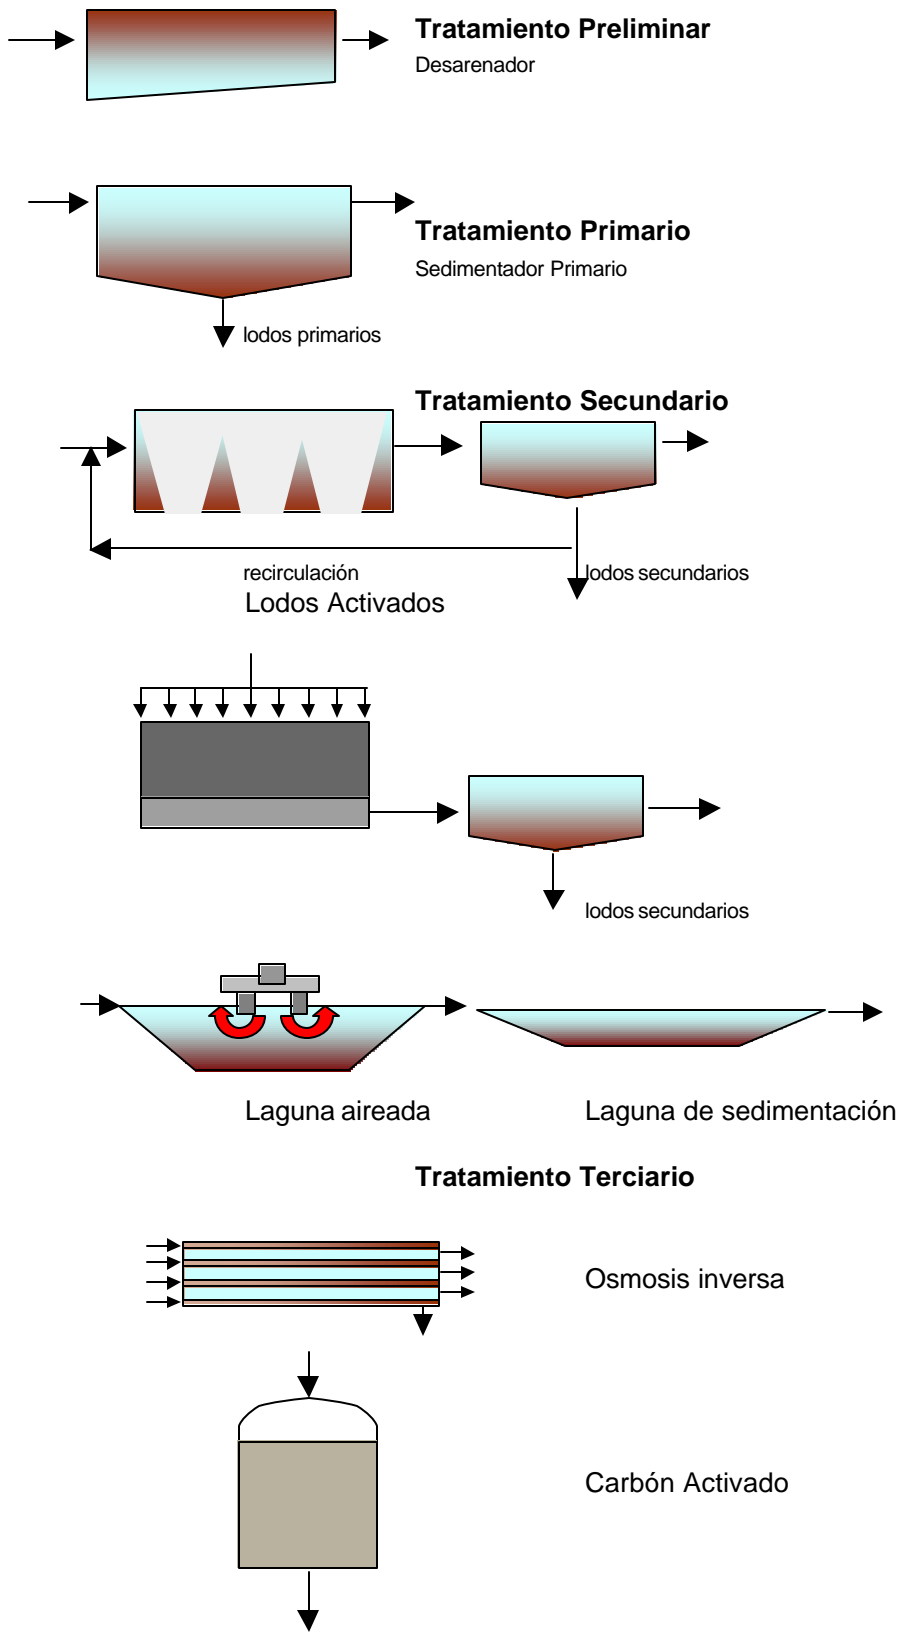 Tratamiento Preliminar
Desarenador
Tratamiento Primario
Sedimentador Primario
lodos primarios
Tratamiento Secundario
recirculación
lodos secundarios
Lodos Activados
lodos secundarios
Laguna aireada
Laguna de sedimentación
Tratamiento Terciario
Osmosis inversa
Carbón Activado